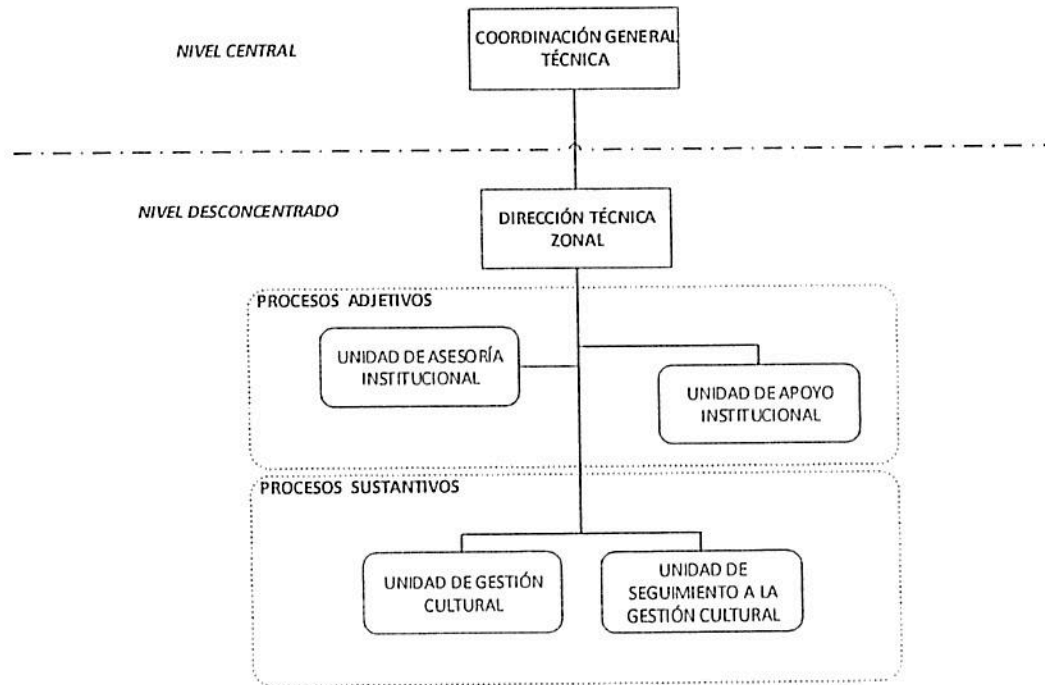 NIVEL CENTRAL
COORDINACIÓN GENERAL
TÉCNICA
NIVEL DESCONCENTRADO
DIRECCIÓN TÉCNICA
ZONAL
PROCESOS ADJETIVOS
UNIDAD DE ASESORÍA
INSTITUCIONAL
UNIDAD DE APOYO
INSTITUCIONAL
PROCESOS SUSTANTIVOS
UNIDAD DE GESTIÓN
CULTURAL
UNIDAD DE
SEGUIMIENTO A LA
GESTIÓN CULTURAL